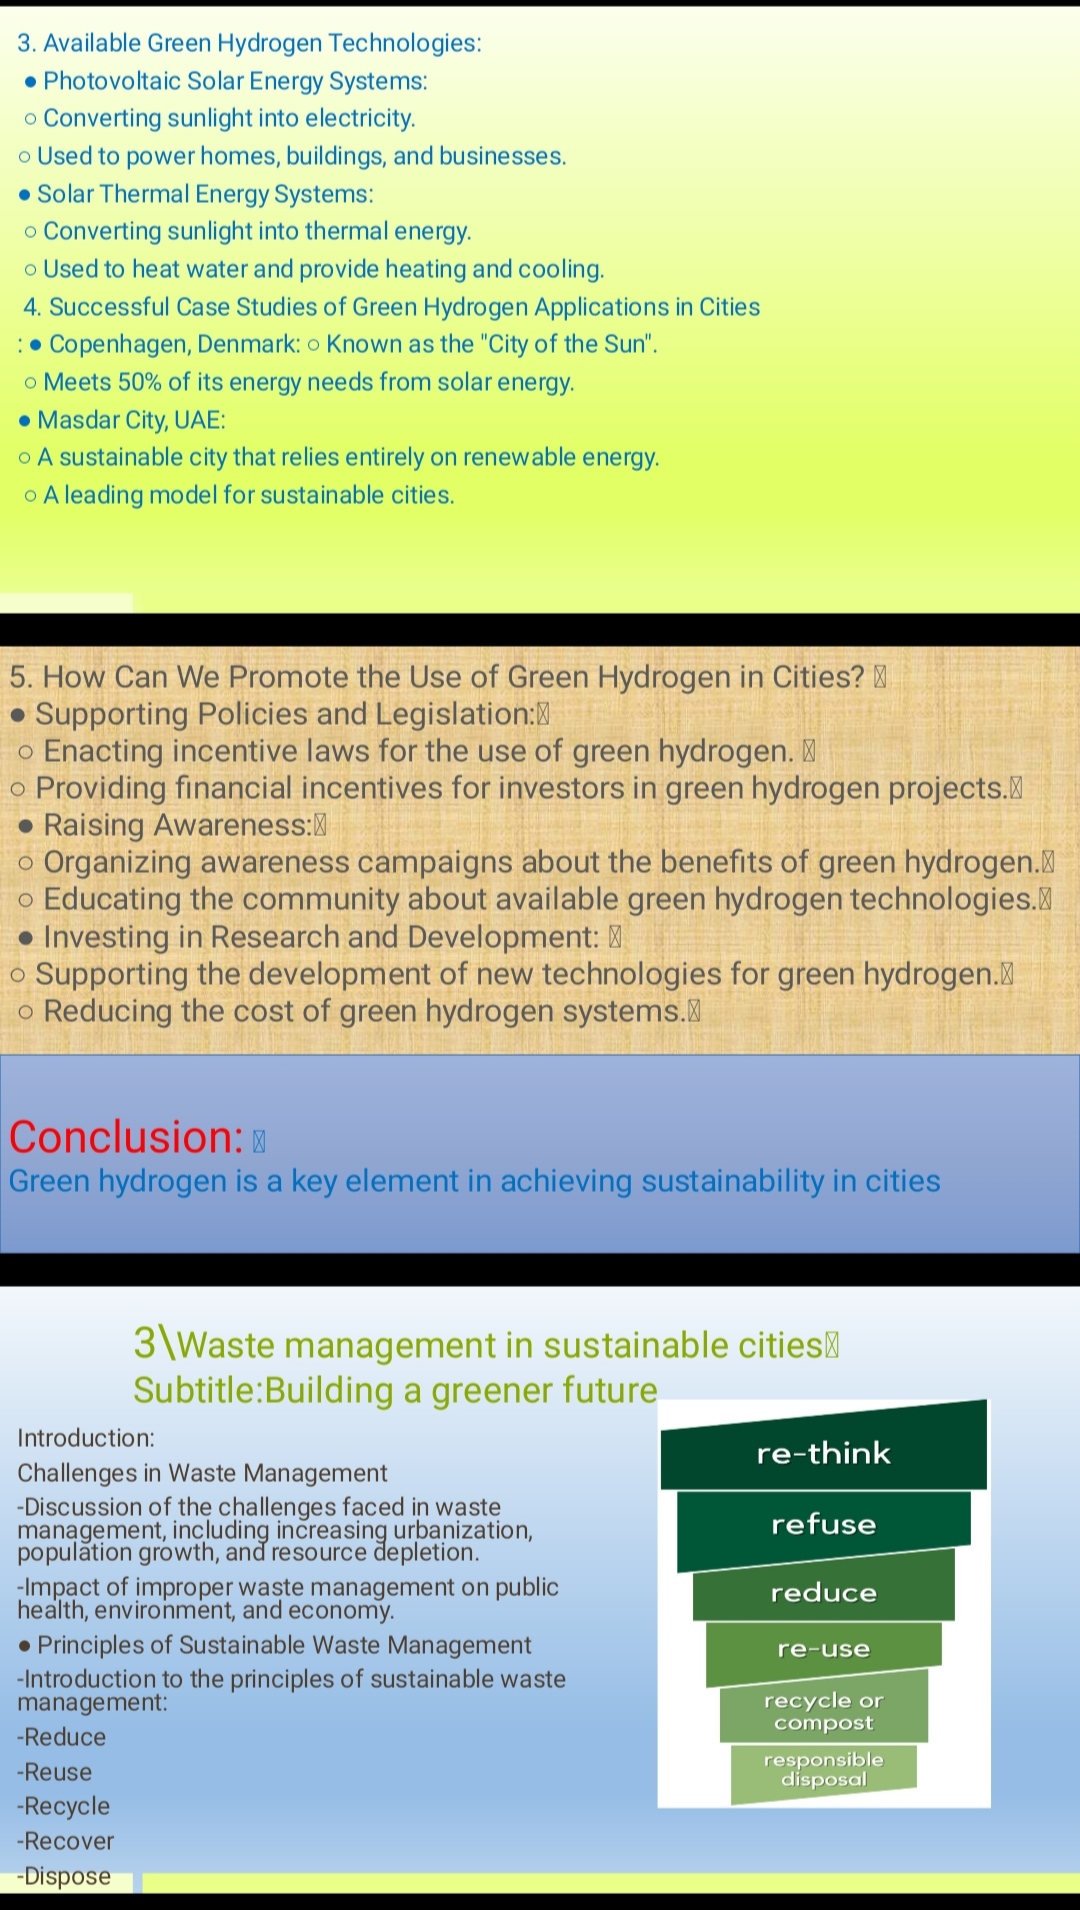 3. Available Green Hydrogen Technologies:
● Photovoltaic Solar Energy Systems:
○ Converting sunlight into electricity.
○ Used to power homes, buildings, and businesses.
● Solar Thermal Energy Systems:
○ Converting sunlight into thermal energy.
○ Used to heat water and provide heating and cooling.
4. Successful Case Studies of Green Hydrogen Applications in Cities
: ● Copenhagen, Denmark: ○ Known as the "City of the Sun".
○ Meets 50% of its energy needs from solar energy.
● Masdar City, UAE:
○ A sustainable city that relies entirely on renewable energy.
○ A leading model for sustainable cities.
5. How Can We Promote the Use of Green Hydrogen in Cities?
● Supporting Policies and Legislation:
○ Enacting incentive laws for the use of green hydrogen.
○ Providing financial incentives for investors in green hydrogen projects.
● Raising Awareness:
○ Organizing awareness campaigns about the benefits of green hydrogen.
○ Educating the community about available green hydrogen technologies.
● Investing in Research and Development:
○ Supporting the development of new technologies for green hydrogen.
○ Reducing the cost of green hydrogen systems.
Conclusion:
Green hydrogen is a key element in achieving sustainability in cities
3\Waste management in sustainable cities
Subtitle:Building a greener future
Introduction:
Challenges in Waste Management
-Discussion of the challenges faced in waste
management, including increasing urbanization,
population growth, and resource depletion.
-Impact of improper waste management on public
health, environment, and economy.
● Principles of Sustainable Waste Management
-Introduction to the principles of sustainable waste
management:
-Reduce
-Reuse
-Recycle
-Recover
-Dispose
re-think
refuse
reduce
re-use
recycle or
compost
responsible
disposal